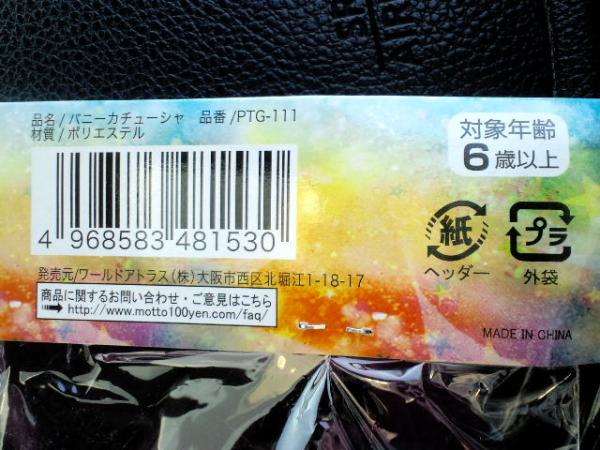 品名/バニーカチューシャ 品番/PTG-111
材質/ポリエステル
対象年齢
6歳以上
4 968583 481530
紙
ヘッダー
プラ
外袋
発売元/ワールドアトラス(株)大阪市西区北堀江1-18-17
商品に関するお問い合わせ・ご意見はこちら
http://www.motto100yen.com/faq/
MADE IN CHINA